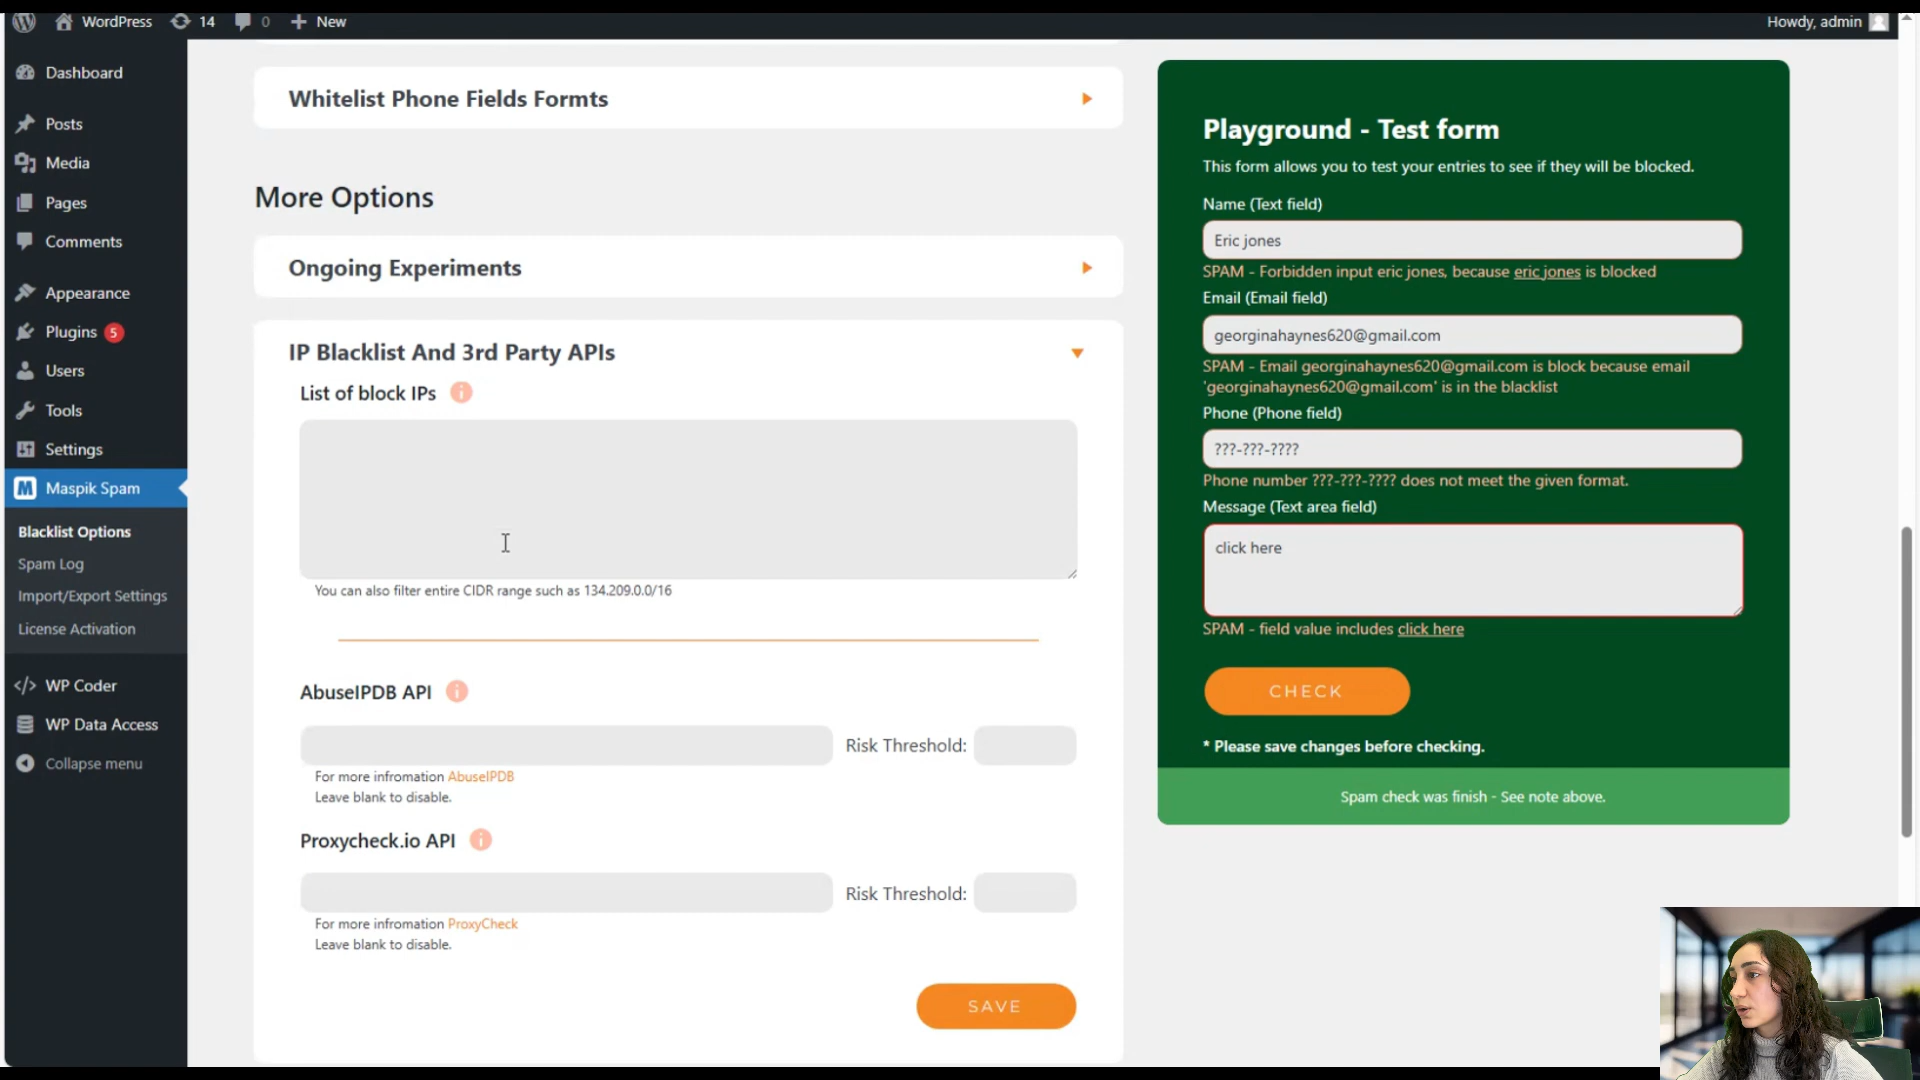 WordPress
14
0
New
Howdy, admin
Dashboard
Posts
Media
Pages
Comments
Appearance
Plugins 5
Users
Tools
Settings
Maspik Spam
Blacklist Options
Spam Log
Import/Export Settings
License Activation
WP Coder
WP Data Access
Collapse menu
Whitelist Phone Fields Formts
More Options
Ongoing Experiments
IP Blacklist And 3rd Party APIs
List of block IPs
You can also filter entire CIDR range such as 134.209.0.0/16
AbuseIPDB API
Risk Threshold:
For more infromation AbuseIPDB
Leave blank to disable.
Proxycheck.io API
Risk Threshold:
For more infromation ProxyCheck
Leave blank to disable.
SAVE
Playground - Test form
This form allows you to test your entries to see if they will be blocked.
Name (Text field)
Eric jones
SPAM - Forbidden input eric jones, because eric jones is blocked
Email (Email field)
georginahaynes620@gmail.com
SPAM - Email georginahaynes620@gmail.com is block because email
'georginahaynes620@gmail.com' is in the blacklist
Phone (Phone field)
???-???-????
Phone number ???-???-???? does not meet the given format.
Message (Text area field)
click here
SPAM - field value includes click here
CHECK
* Please save changes before checking.
Spam check was finish - See note above.